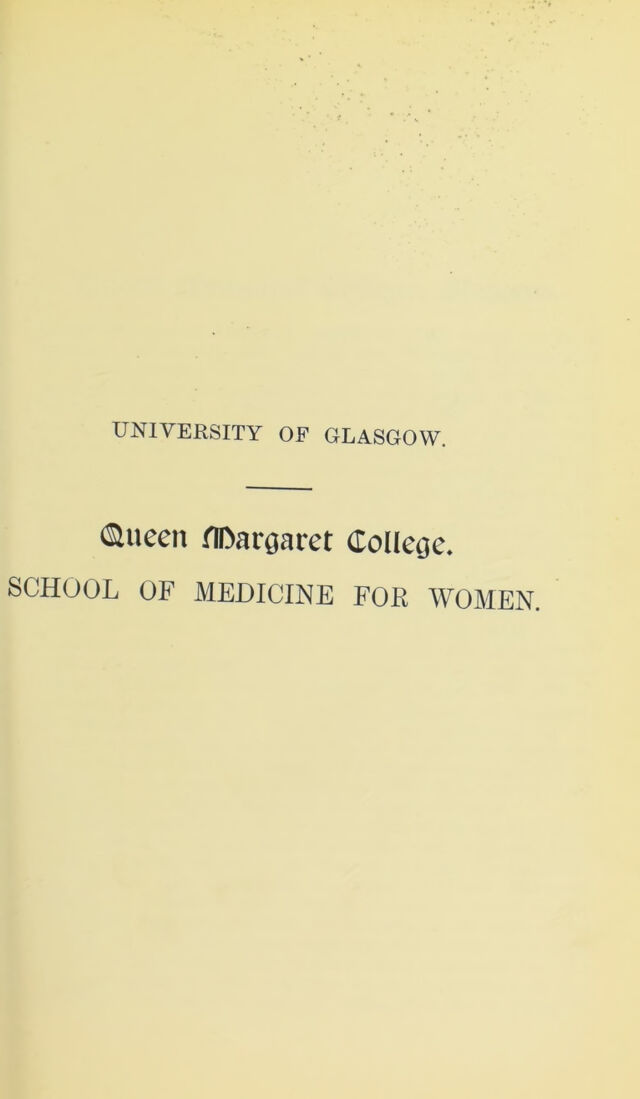 UNIVERSITY OF GLASGOW.
Queen Margaret College.
SCHOOL OF MEDICINE FOR WOMEN.